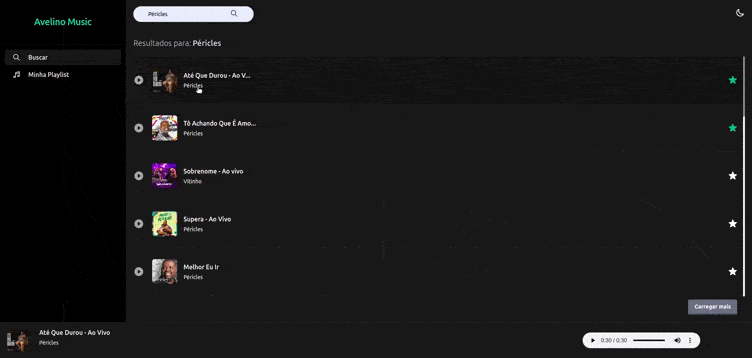 Avelino Music
Péricles
Buscar
Minha Playlist
Resultados para: Péricles
Até Que Durou - Ao V...
Péricles
Tô Achando Que É Amo...
Péricles
Sobrenome - Ao vivo
Vitinho
Supera - Ao Vivo
Péricles
Melhor Eu Ir
Péricles
Carregar mais
Até Que Durou - Ao Vivo
Péricles
0:30 / 0:30